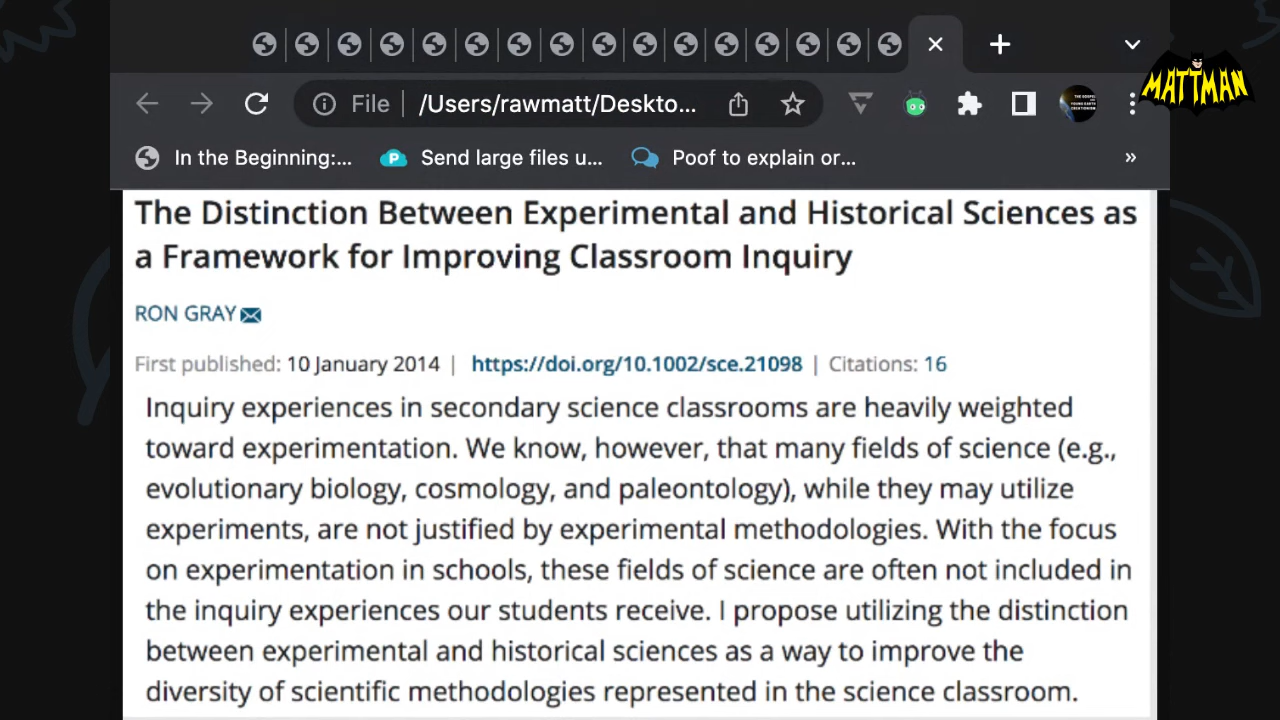 MATTMAN
File
/Users/rawmatt/Deskto...
In the Beginning:...
Send large files u...
Poof to explain or...
»
The Distinction Between Experimental and Historical Sciences as
a Framework for Improving Classroom Inquiry
RON GRAY
First published: 10 January 2014 | https://doi.org/10.1002/sce.21098 | Citations: 16
Inquiry experiences in secondary science classrooms are heavily weighted
toward experimentation. We know, however, that many fields of science (e.g.,
evolutionary biology, cosmology, and paleontology), while they may utilize
experiments, are not justified by experimental methodologies. With the focus
on experimentation in schools, these fields of science are often not included in
the inquiry experiences our students receive. I propose utilizing the distinction
between experimental and historical sciences as a way to improve the
diversity of scientific methodologies represented in the science classroom.